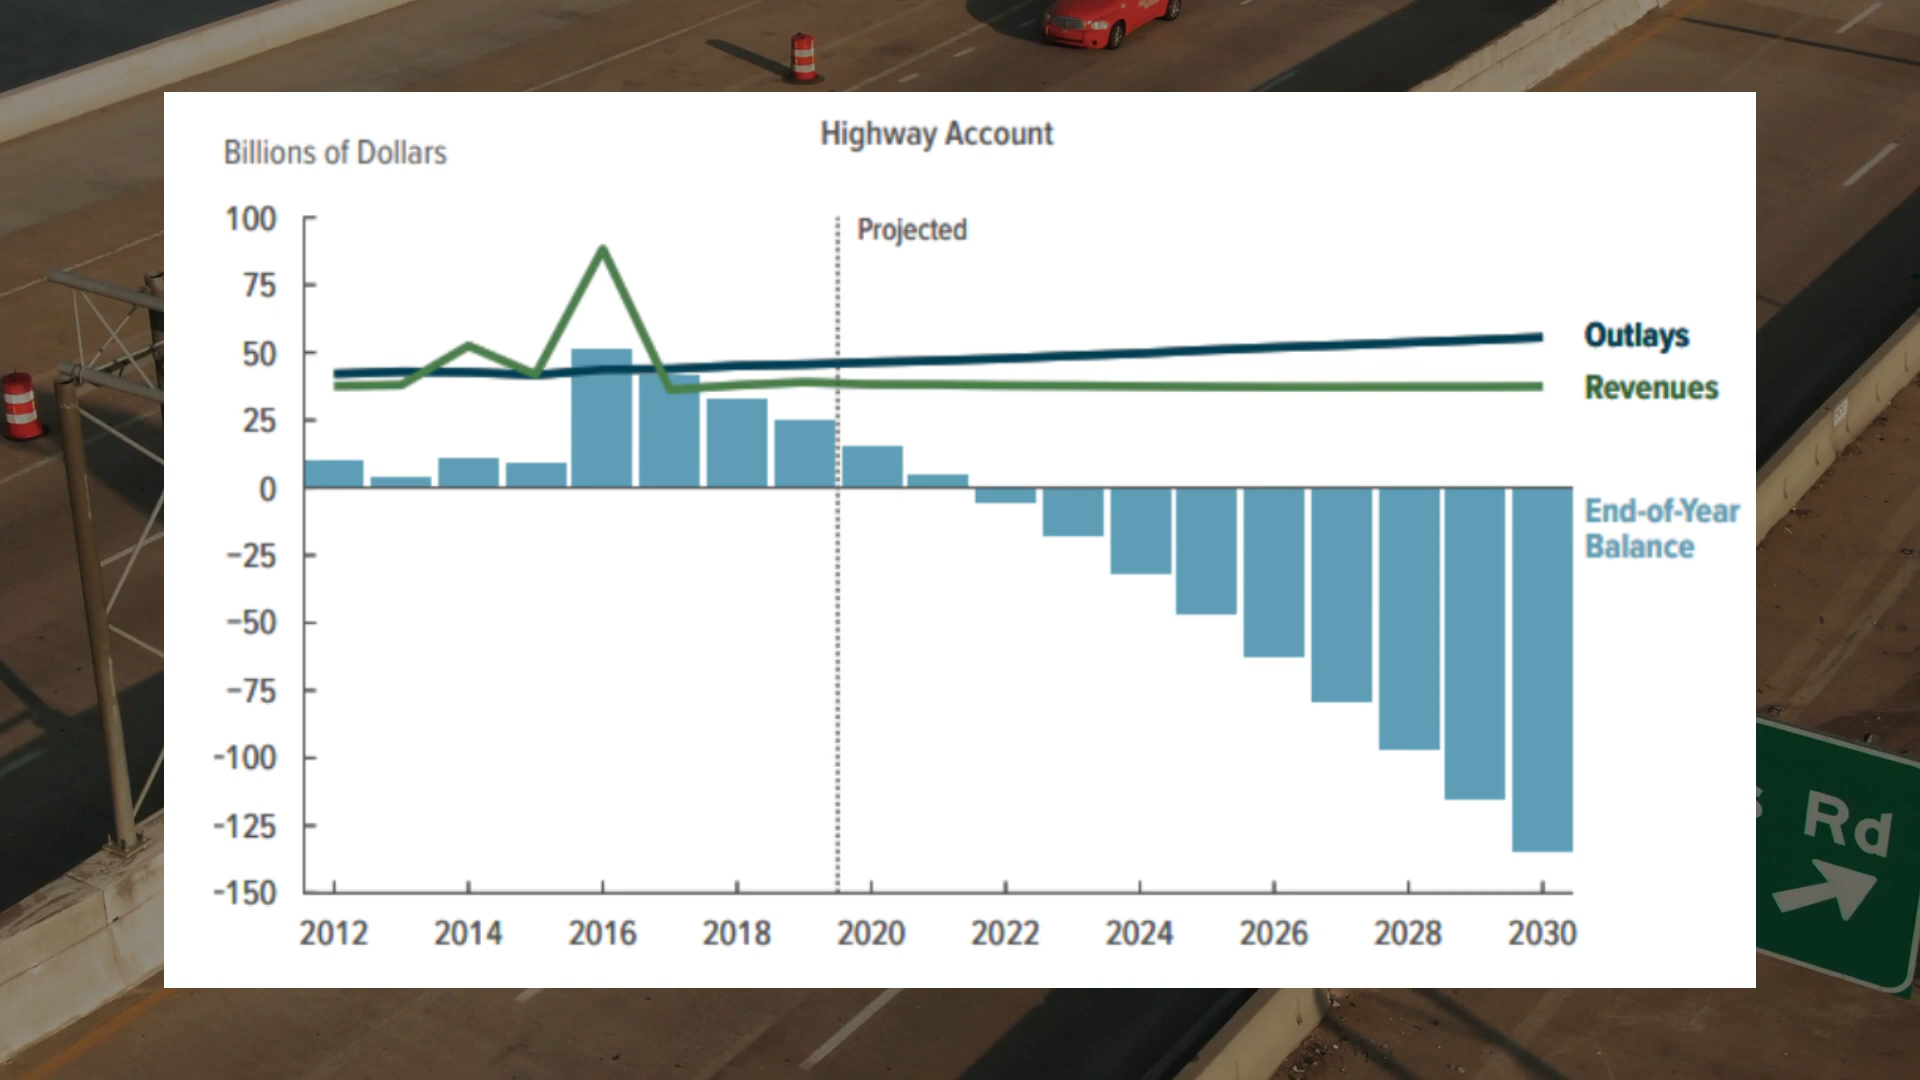 Highway Account
Billions of Dollars
100
75
50
25
0
−25
−50
−75
−100
−125
−150
Projected
Outlays
Revenues
End-of-Year
Balance
2012 2014 2016 2018 2020 2022 2024 2026 2028 2030
Rd